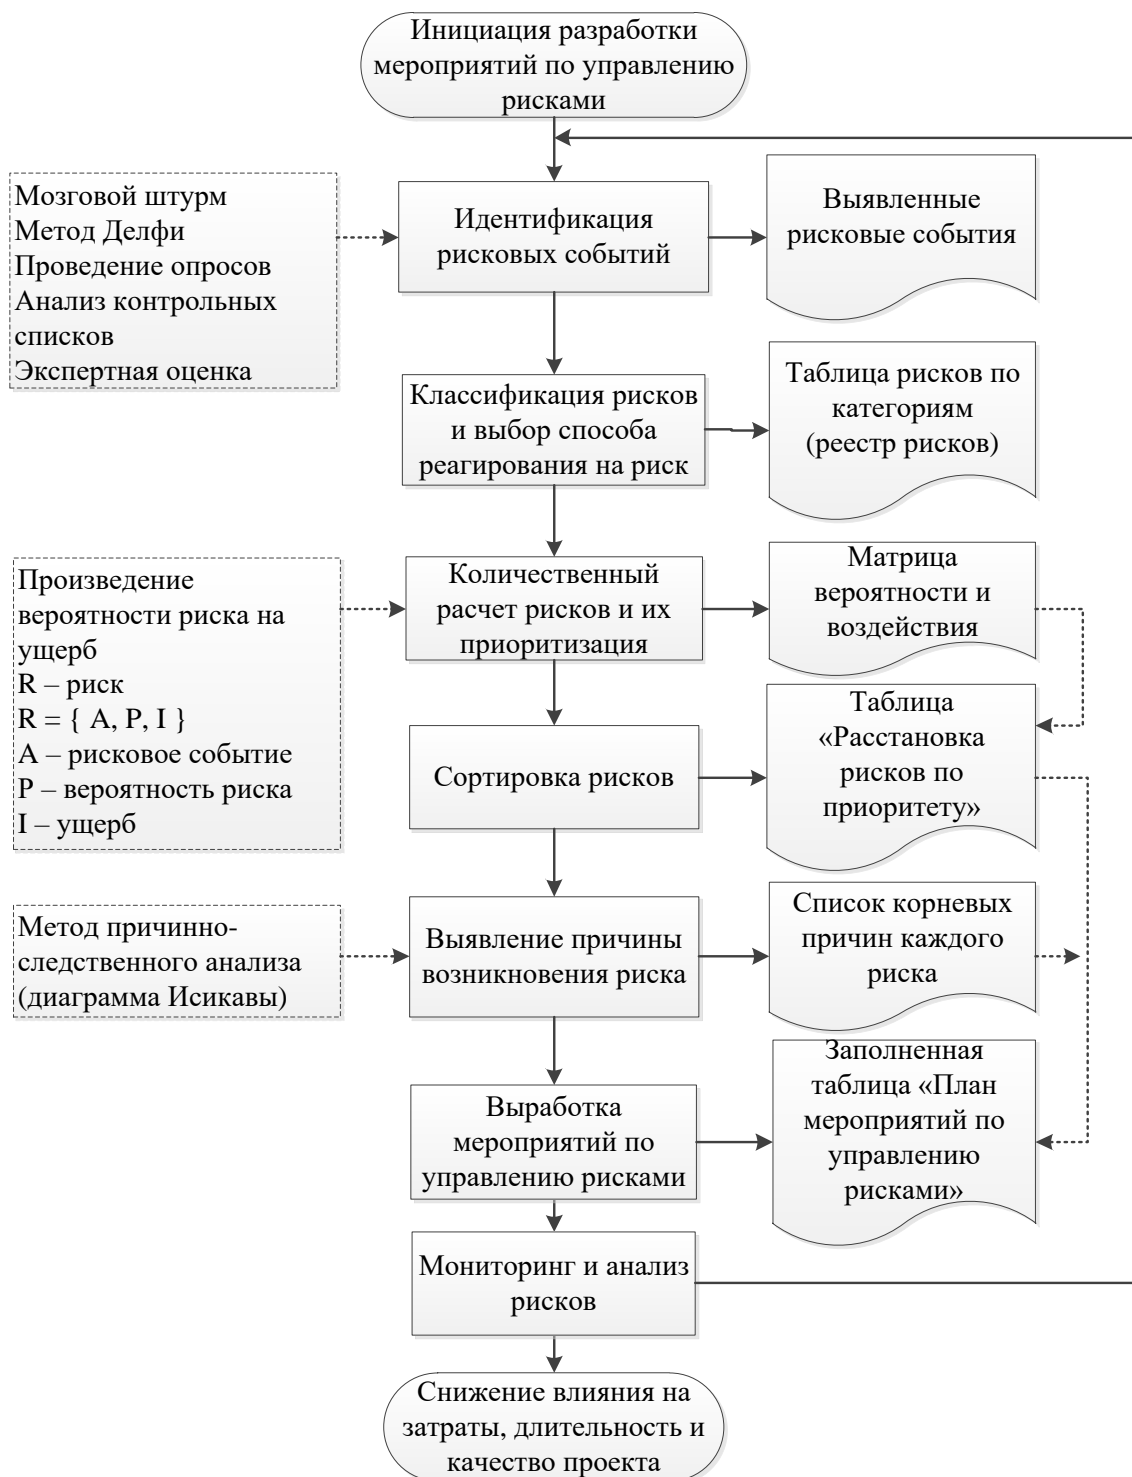 Инициация разработки
мероприятий по управлению
рисками
Мозговой штурм
Метод Делфи
Проведение опросов
Анализ контрольных
списков
Экспертная оценка
Идентификация
рисковых событий
Выявленные
рисковые события
Классификация рисков
и выбор способа
реагирования на риск
Таблица рисков по
категориям
(реестр рисков)
Произведение
вероятности риска на
ущерб
R – риск
R = { A, P, I }
A – рисковое событие
P – вероятность риска
I – ущерб
Количественный
расчет рисков и их
приоритизация
Матрица
вероятности и
воздействия
Сортировка рисков
Таблица
«Расстановка
рисков по
приоритету»
Метод причинно-
следственного анализа
(диаграмма Исикавы)
Выявление причины
возникновения риска
Список корневых
причин каждого
риска
Выработка
мероприятий по
управлению рисками
Заполненная
таблица «План
мероприятий по
управлению
рисками»
Мониторинг и анализ
рисков
Снижение влияния на
затраты, длительность и
качество проекта